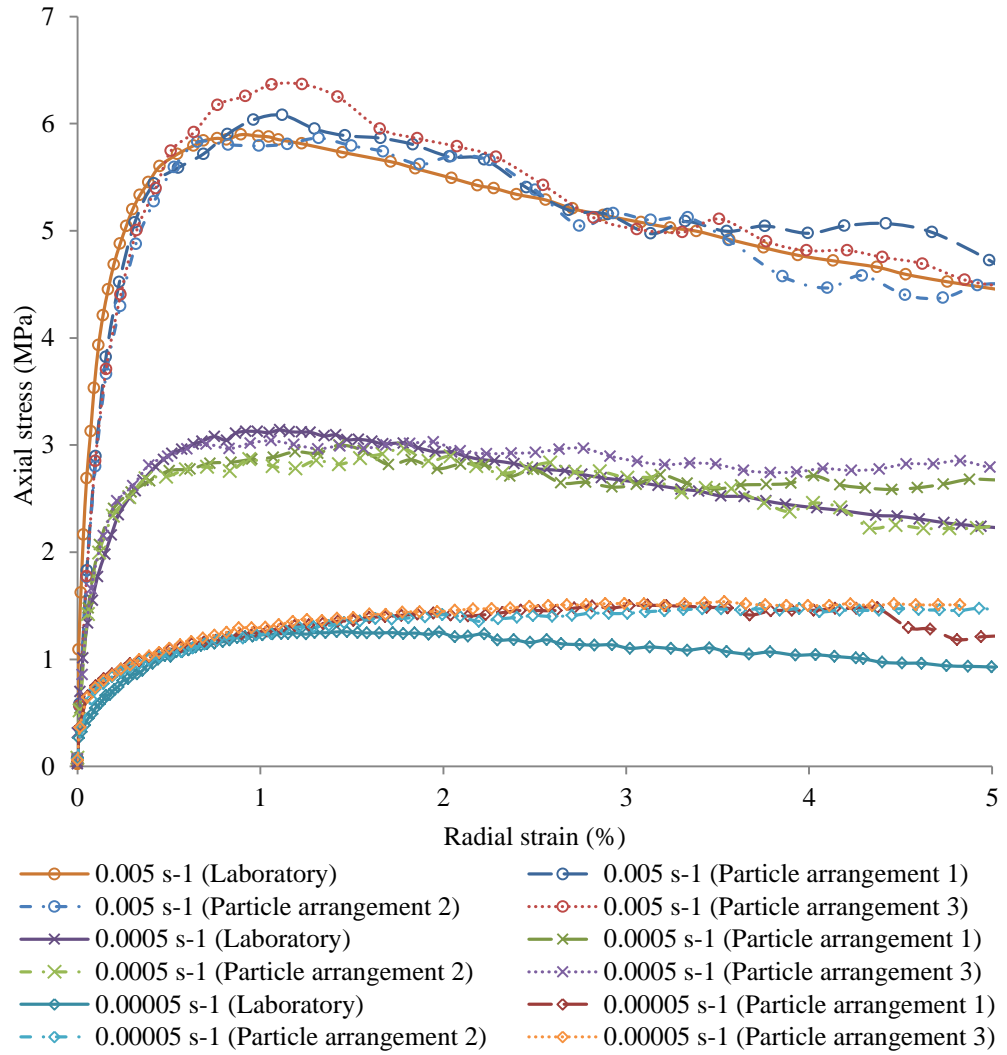 7
6
5
4
3
2
1
0
Axial stress (MPa)
0 1 2 3 4 5
Radial strain (%)
0.005 s-1 (Laboratory)
0.005 s-1 (Particle arrangement 1)
0.005 s-1 (Particle arrangement 2)
0.005 s-1 (Particle arrangement 3)
0.0005 s-1 (Laboratory)
0.0005 s-1 (Particle arrangement 1)
0.0005 s-1 (Particle arrangement 2)
0.0005 s-1 (Particle arrangement 3)
0.00005 s-1 (Laboratory)
0.00005 s-1 (Particle arrangement 1)
0.00005 s-1 (Particle arrangement 2)
0.00005 s-1 (Particle arrangement 3)